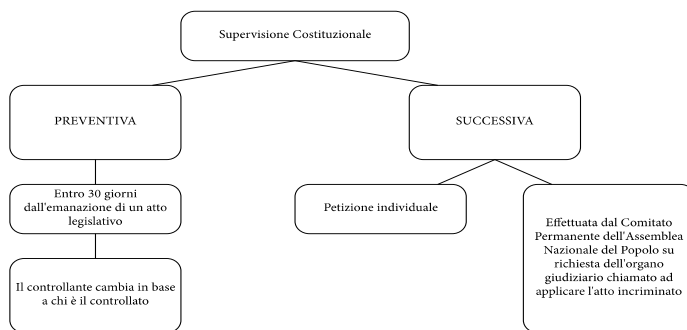 Supervisione Costituzionale
PREVENTIVA
SUCCESSIVA
Entro 30 giorni
dall'emanazione di un atto
legislativo
Petizione individuale
Il controllante cambia in base
a chi è il controllato
Effettuata dal Comitato
Permanente dell'Assemblea
Nazionale del Popolo su
richiesta dell'organo
giudiziario chiamato ad
applicare l'atto incriminato